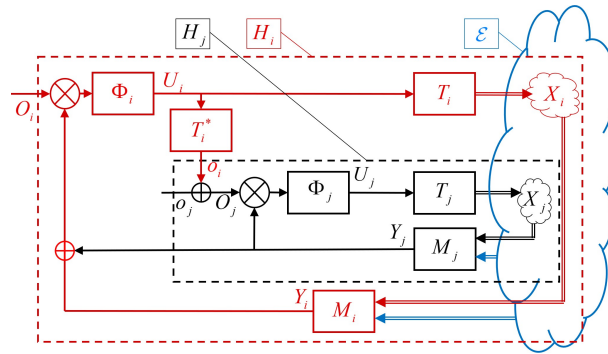 H_j H_i ℰ
O_i Φ_i U_i T_i X_i
T_i^*
o_i
o_j O_j Φ_j U_j T_j X_j
Y_j M_j
Y_i M_i